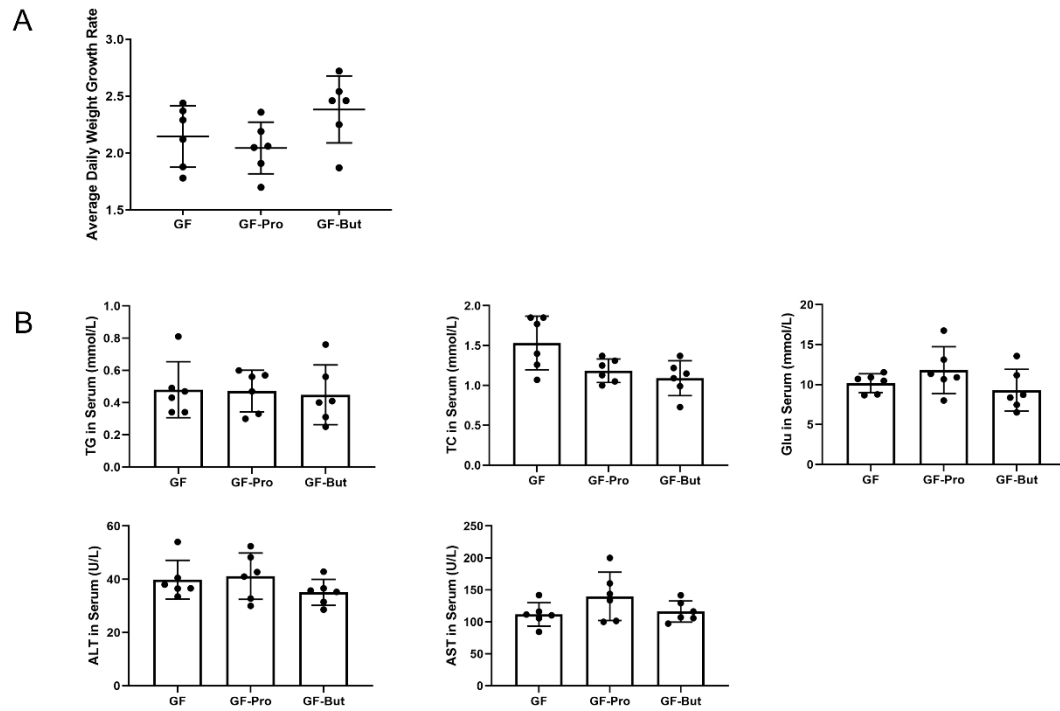 A
Average Daily Weight Growth Rate
3.0
2.5
2.0
1.5
GF
GF-Pro
GF-But
B
TG in Serum (mmol/L)
1.0
0.8
0.6
0.4
0.2
0.0
GF
GF-Pro
GF-But
TC in Serum (mmol/L)
2.0
1.5
1.0
0.5
0.0
GF
GF-Pro
GF-But
Glu in Serum (mmol/L)
20
15
10
5
0
GF
GF-Pro
GF-But
ALT in Serum (U/L)
60
40
20
0
GF
GF-Pro
GF-But
AST in Serum (U/L)
250
200
150
100
50
0
GF
GF-Pro
GF-But